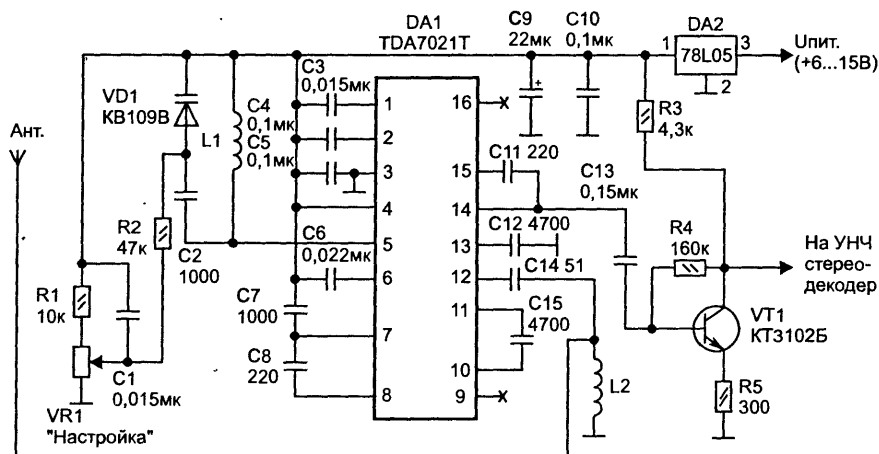 DA1
TDA7021T
C9
22мк
C10
0,1мк
DA2
1
78L05
3
2
Uпит.
(+6...15В)
Ант.
VD1
КВ109В
L1
C3
0,015мк
C4
0,1мк
C5
0,1мк
C6
0,022мк
R2
47к
C2
1000
R1
10к
C1
0,015мк
VR1
"Настройка"
C7
1000
C8
220
1
2
3
4
5
6
7
8
16
15
14
13
12
11
10
9
+
C11 220
C13
0,15мк
C12 4700
C14 51
C15
4700
L2
R3
4,3к
R4
160к
На УНЧ
стерео-
декодер
VT1
КТ3102Б
R5
300